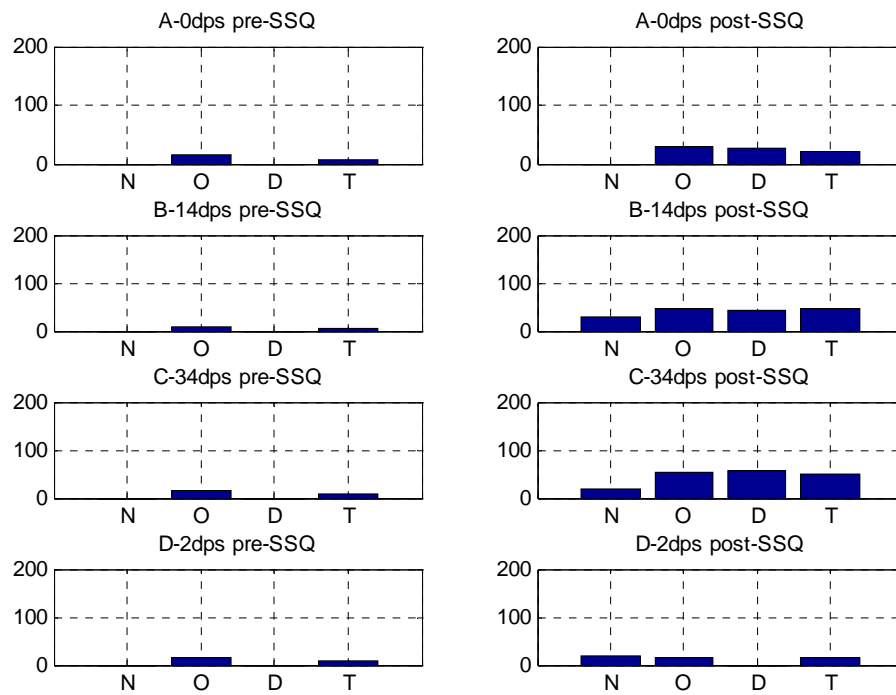 A-0dps pre-SSQ
200
100
0
N O D T
A-0dps post-SSQ
200
100
0
N O D T
B-14dps pre-SSQ
200
100
0
N O D T
B-14dps post-SSQ
200
100
0
N O D T
C-34dps pre-SSQ
200
100
0
N O D T
C-34dps post-SSQ
200
100
0
N O D T
D-2dps pre-SSQ
200
100
0
N O D T
D-2dps post-SSQ
200
100
0
N O D T